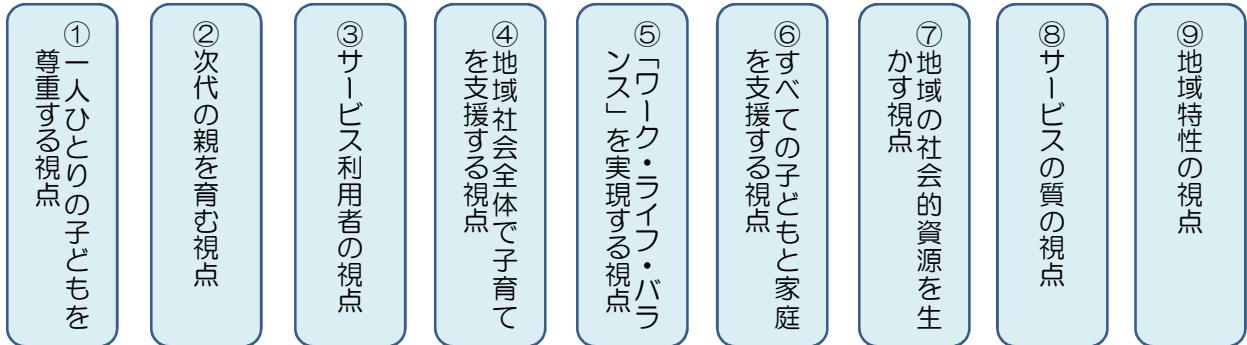 ①一人ひとりの子どもを
尊重する視点
②次代の親を育む視点
③サービス利用者の視点
④地域社会全体で子育て
を支援する視点
⑤「ワーク・ライフ・バラ
ンス」を実現する視点
⑥すべての子どもと家庭
を支援する視点
⑦地域の社会的資源を生
かす視点
⑧サービスの質の視点
⑨地域特性の視点